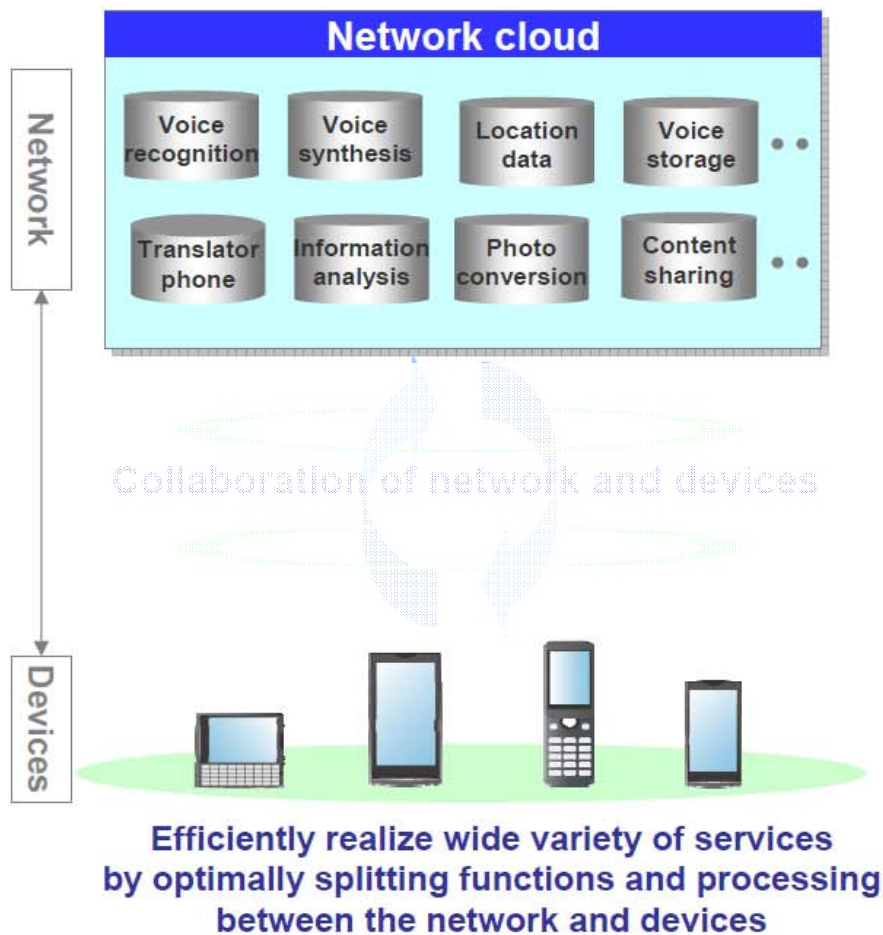 Network cloud
Network
Voice
recognition
Voice
synthesis
Location
data
Voice
storage
Translator
phone
Information
analysis
Photo
conversion
Content
sharing
Collaboration of network and devices
Devices
Efficiently realize wide variety of services
by optimally splitting functions and processing
between the network and devices